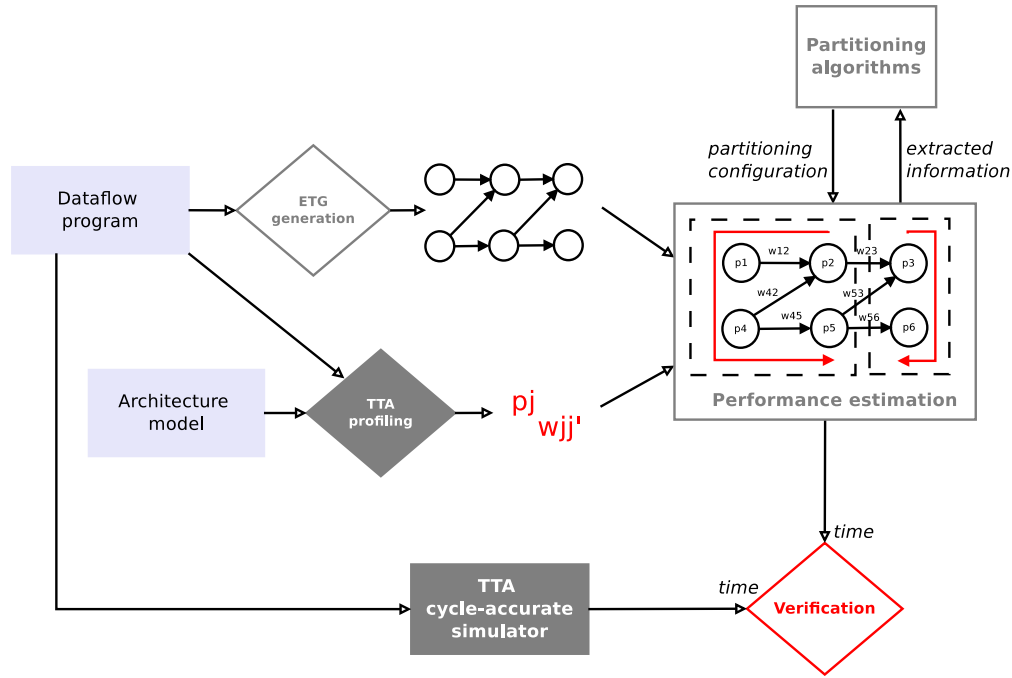 Partitioning
algorithms
partitioning
configuration
extracted
information
Dataflow
program
ETG
generation
p1
w12
p2
w23
p3
w42
w53
p4
w45
p5
w56
p6
Performance estimation
Architecture
model
TTA
profiling
pj
wjj'
time
time
TTA
cycle-accurate
simulator
Verification